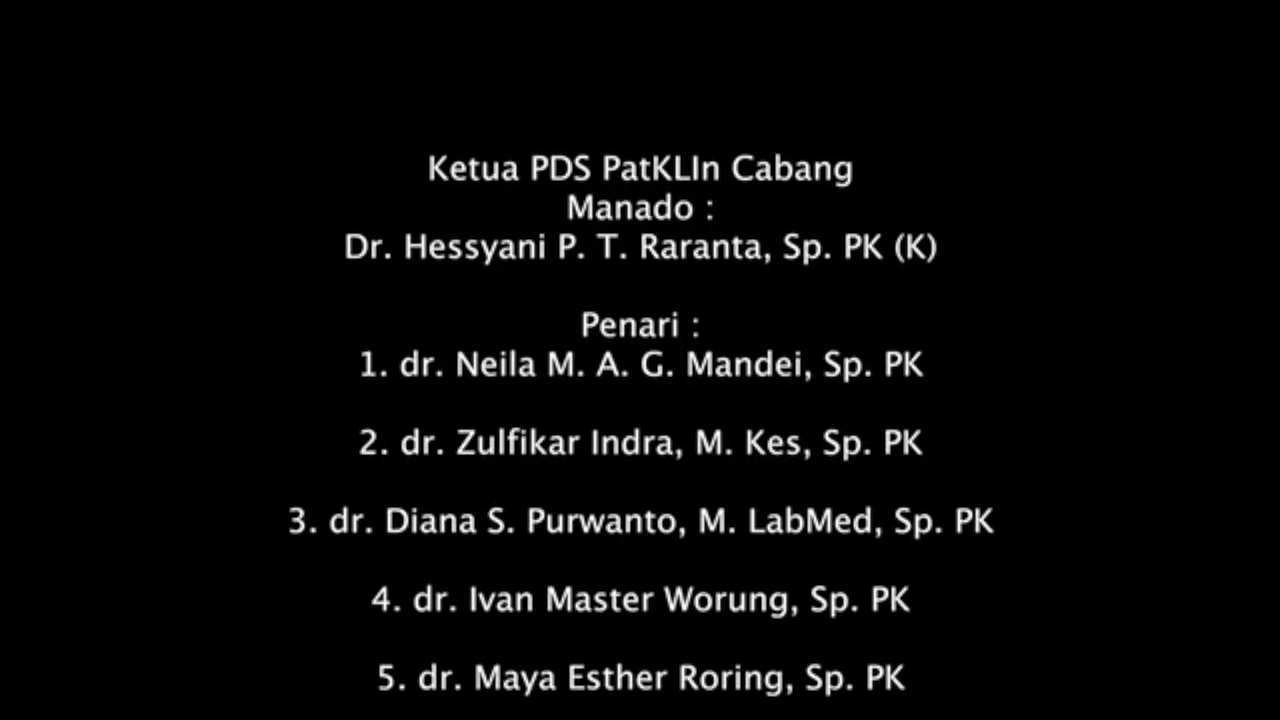 Ketua PDS PatKLIn Cabang
Manado :
Dr. Hessyani P. T. Raranta, Sp. PK (K)
Penari :
1. dr. Neila M. A. G. Mandei, Sp. PK
2. dr. Zulfikar Indra, M. Kes, Sp. PK
3. dr. Diana S. Purwanto, M. LabMed, Sp. PK
4. dr. Ivan Master Worung, Sp. PK
5. dr. Maya Esther Roring, Sp. PK